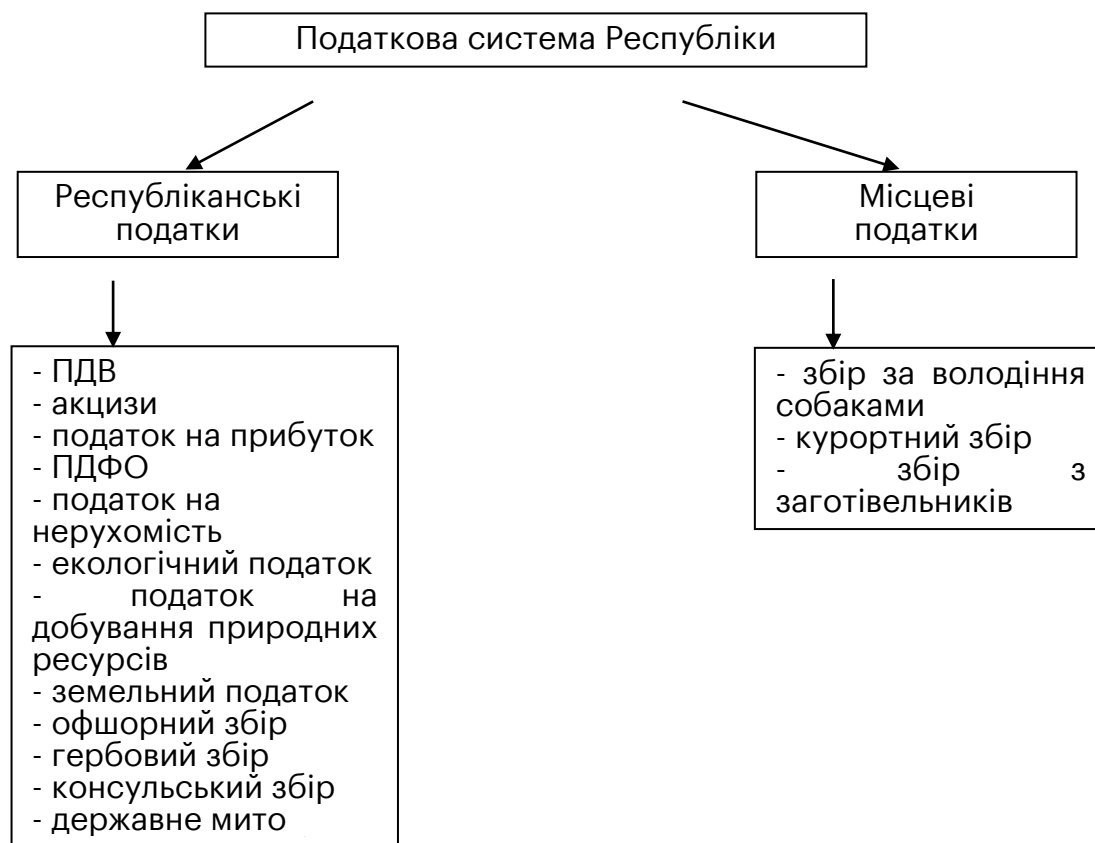 Податкова система Республіки
Республіканські
податки
Місцеві
податки
- ПДВ
- акцизи
- податок на прибуток
- ПДФО
- податок на
нерухомість
- екологічний податок
- податок на
добування природних
ресурсів
- земельний податок
- офшорний збір
- гербовий збір
- консульський збір
- державне мито
- збір за володіння
собаками
- курортний збір
- збір з
заготівельників